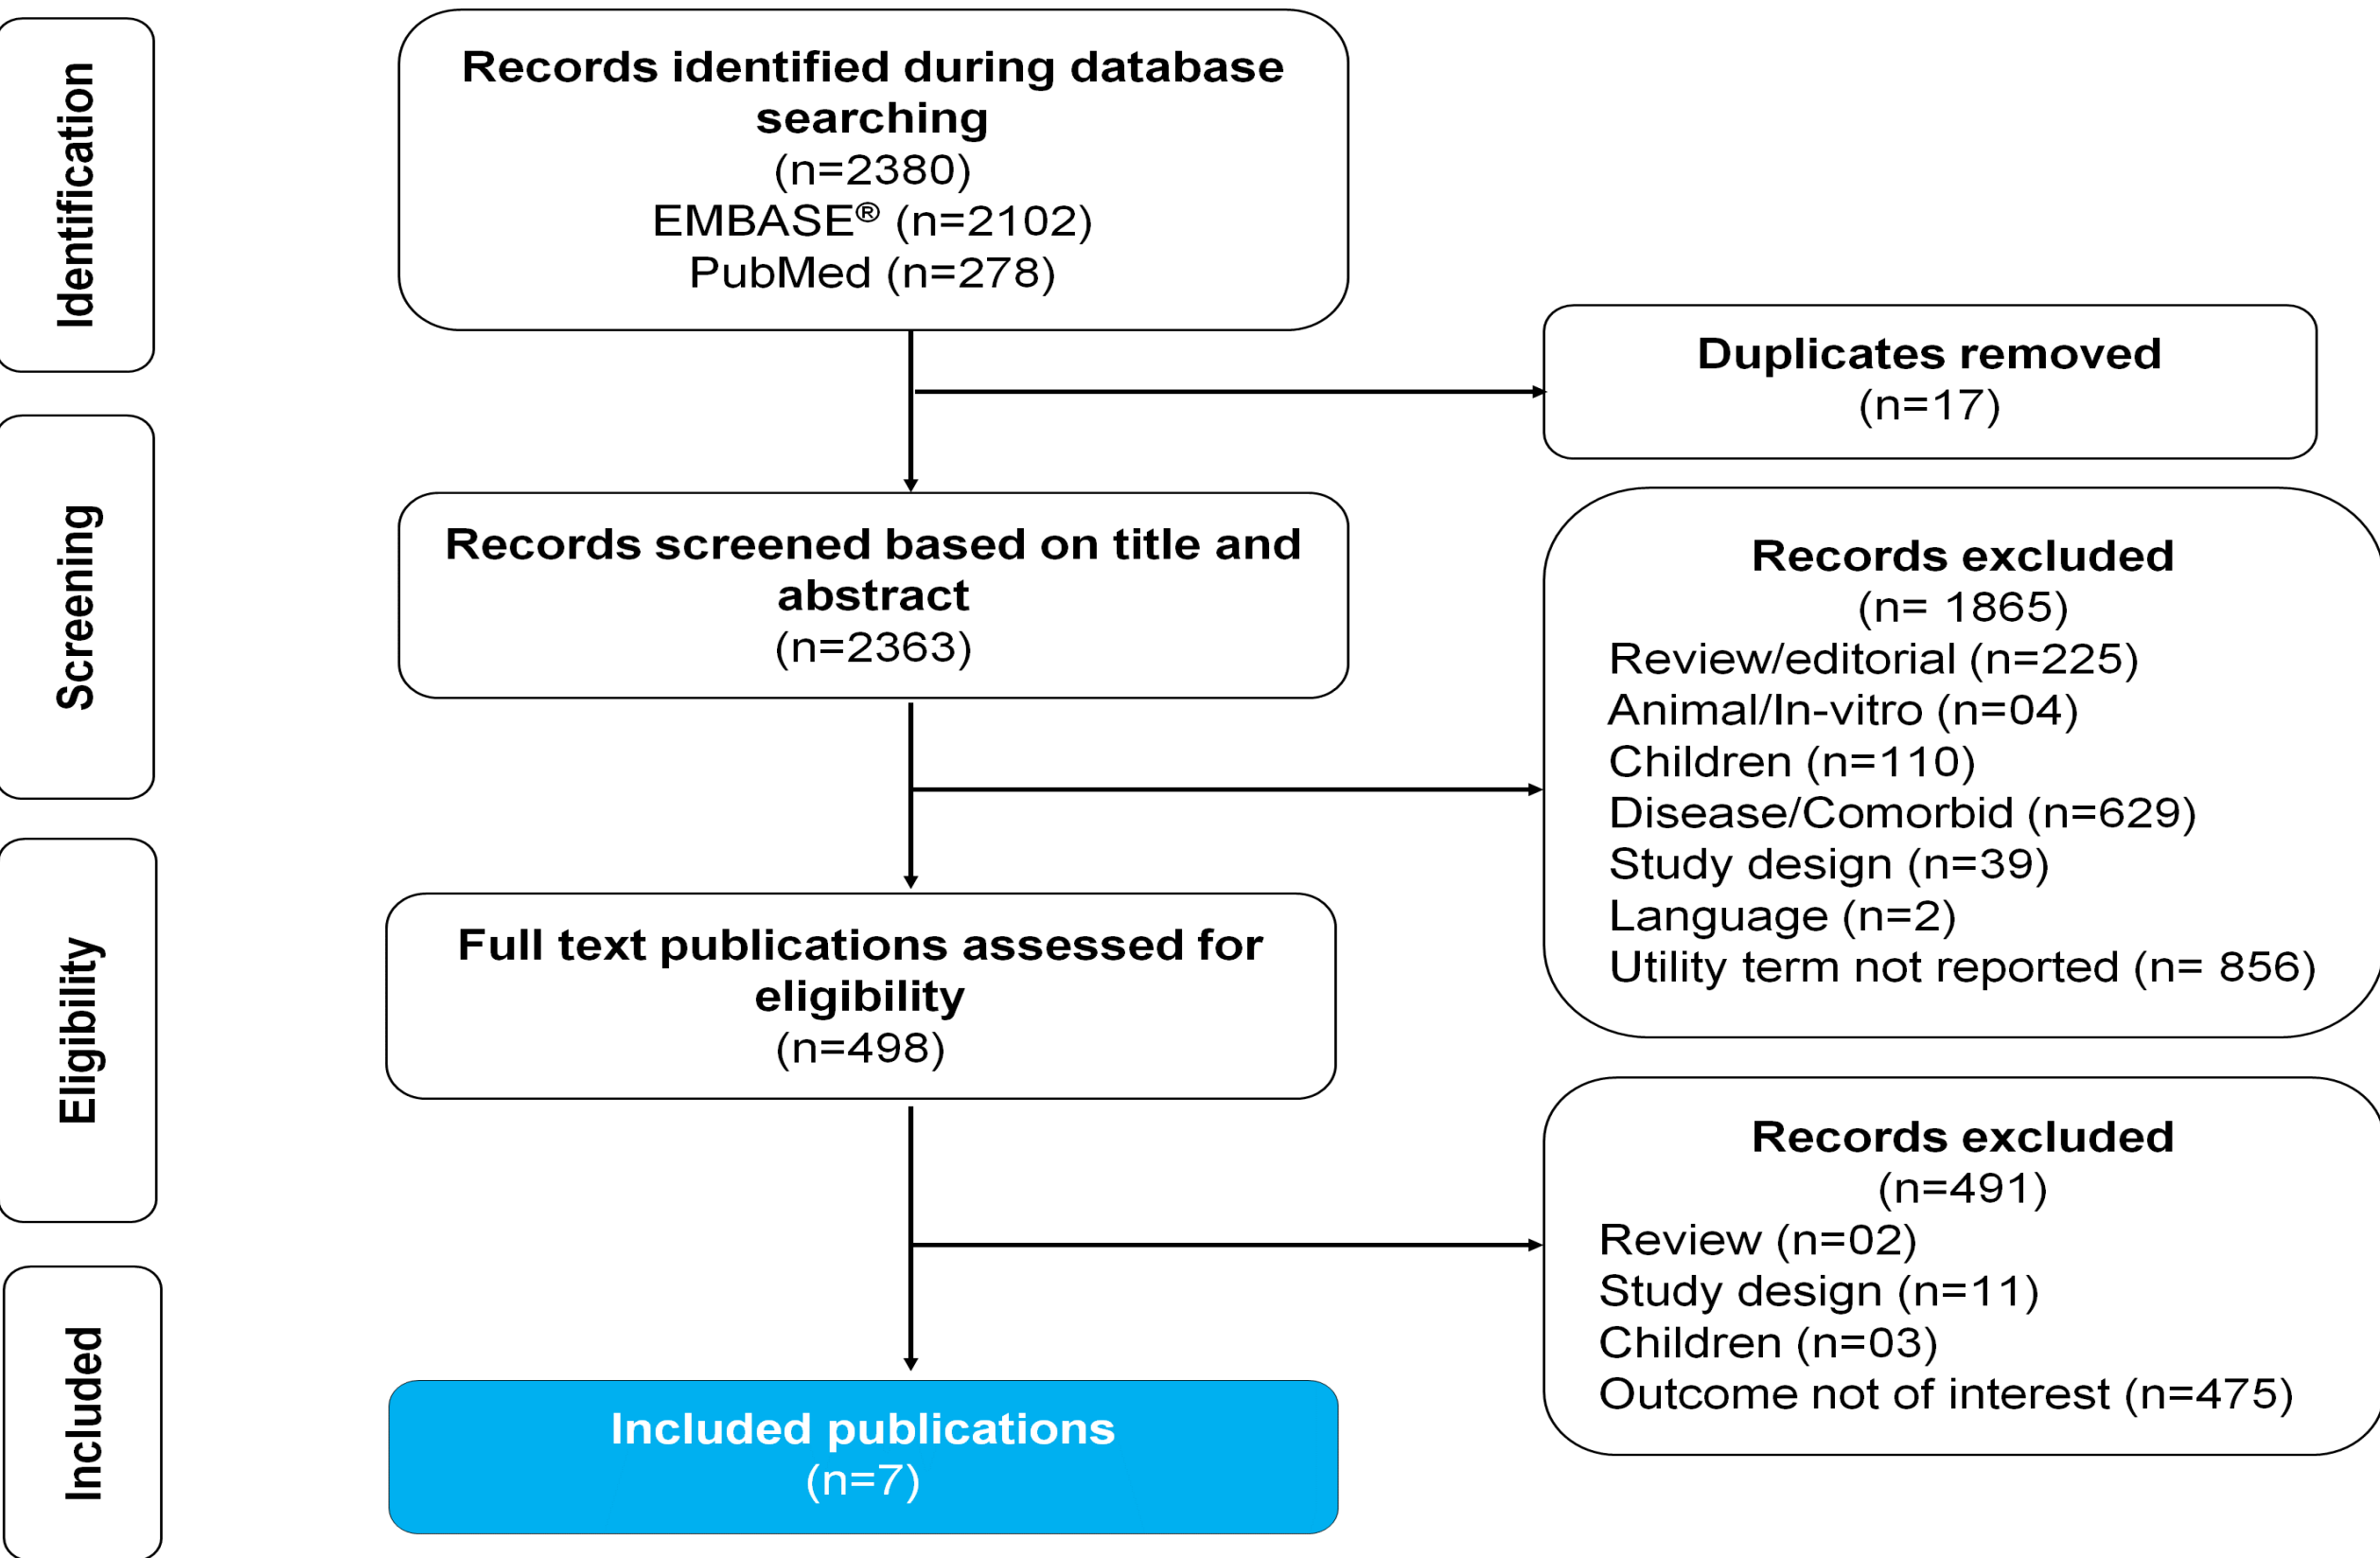 Identification
Records identified during database
searching
(n=2380)
EMBASE® (n=2102)
PubMed (n=278)
Duplicates removed
(n=17)
Screening
Records screened based on title and
abstract
(n=2363)
Records excluded
(n= 1865)
Review/editorial (n=225)
Animal/In-vitro (n=04)
Children (n=110)
Disease/Comorbid (n=629)
Study design (n=39)
Language (n=2)
Utility term not reported (n= 856)
Eligibility
Full text publications assessed for
eligibility
(n=498)
Records excluded
(n=491)
Review (n=02)
Study design (n=11)
Children (n=03)
Outcome not of interest (n=475)
Included
Included publications
(n=7)